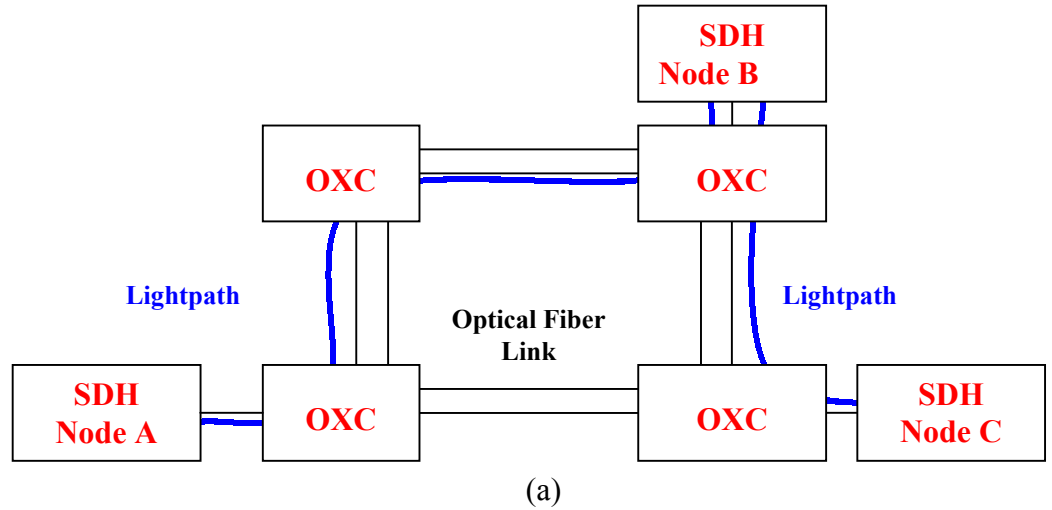 SDH
Node B
OXC
OXC
Lightpath
Lightpath
Optical Fiber
Link
SDH
Node A
OXC
OXC
SDH
Node C
(a)